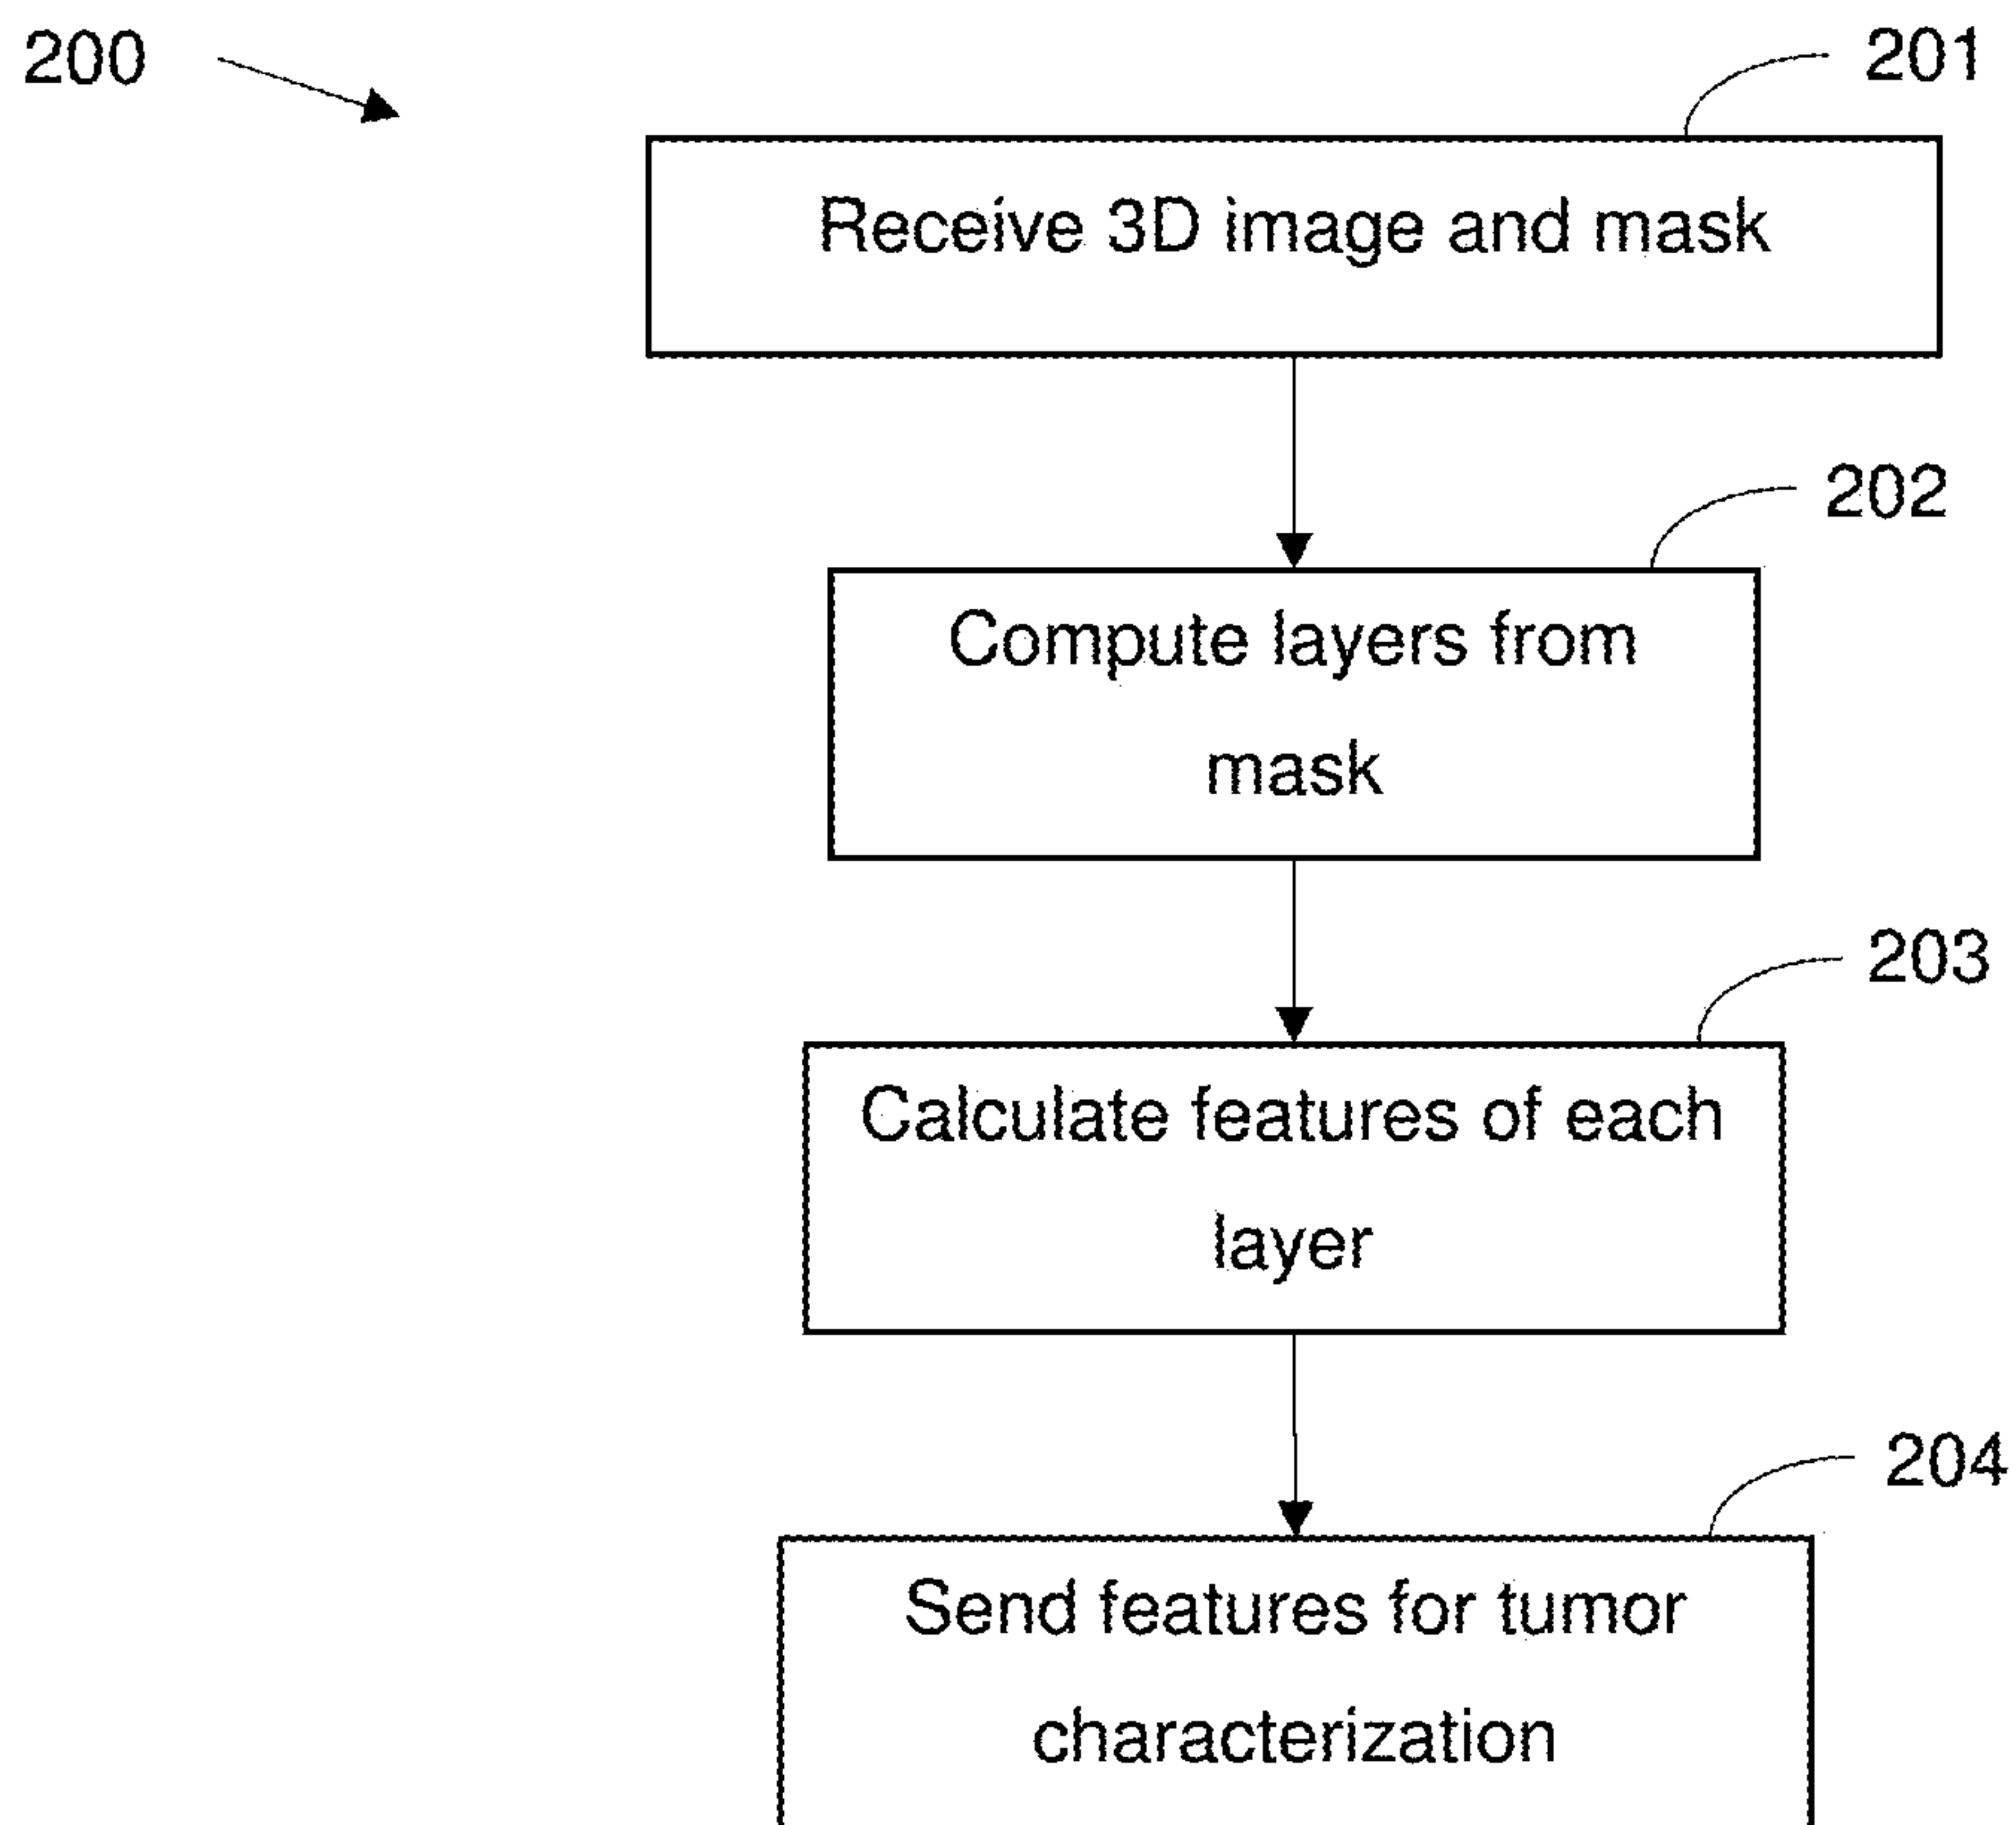 200
201
Receive 3D image and mask
202
Compute layers from
mask
203
Calculate features of each
layer
204
Send features for tumor
characterization